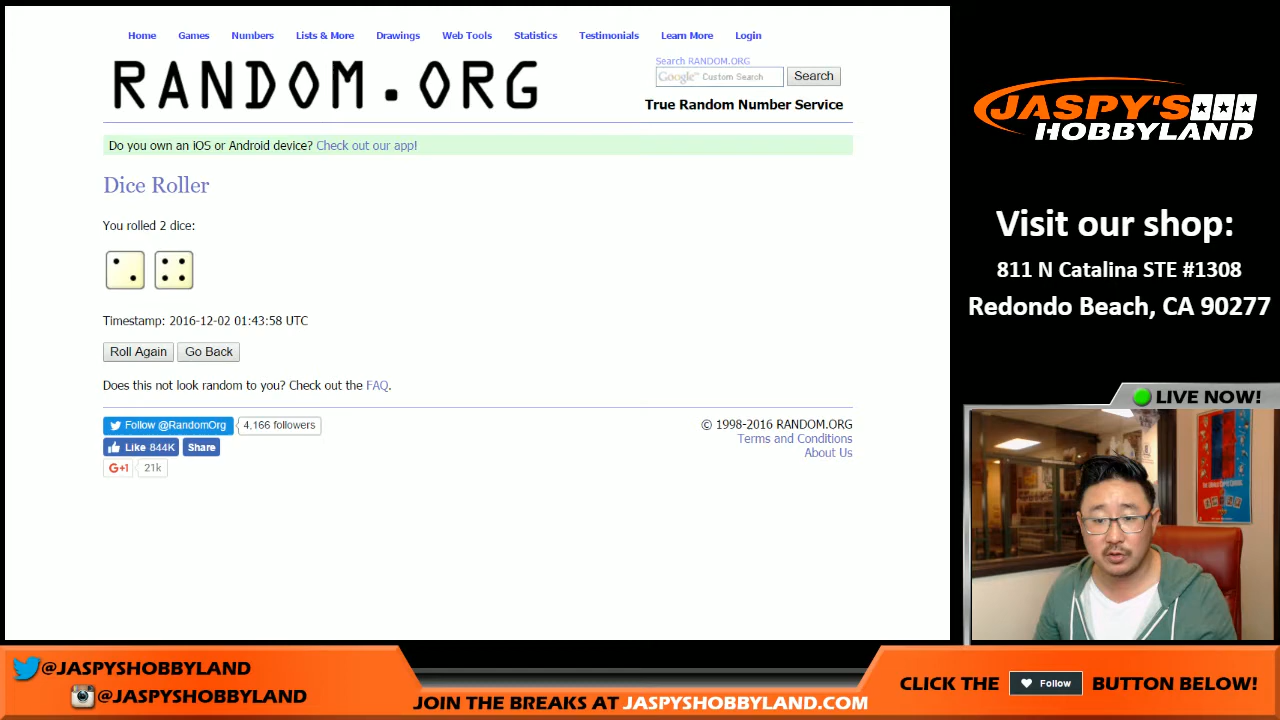 Home Games Numbers Lists & More Drawings Web Tools Statistics Testimonials Learn More Login
RANDOM.ORG
Search RANDOM.ORG
Google™ Custom Search
Search
True Random Number Service
Do you own an iOS or Android device? Check out our app!
Dice Roller
You rolled 2 dice:
Timestamp: 2016-12-02 01:43:58 UTC
Roll Again Go Back
Does this not look random to you? Check out the FAQ.
Follow @RandomOrg 4,166 followers
Like 844K Share
G+1 21k
© 1998-2016 RANDOM.ORG
Terms and Conditions
About Us
JASPY'S
HOBBYLAND
Visit our shop:
811 N Catalina STE #1308
Redondo Beach, CA 90277
LIVE NOW!
@JASPYSHOBBYLAND
@JASPYSHOBBYLAND
JOIN THE BREAKS AT JASPYSHOBBYLAND.COM
CLICK THE Follow BUTTON BELOW!